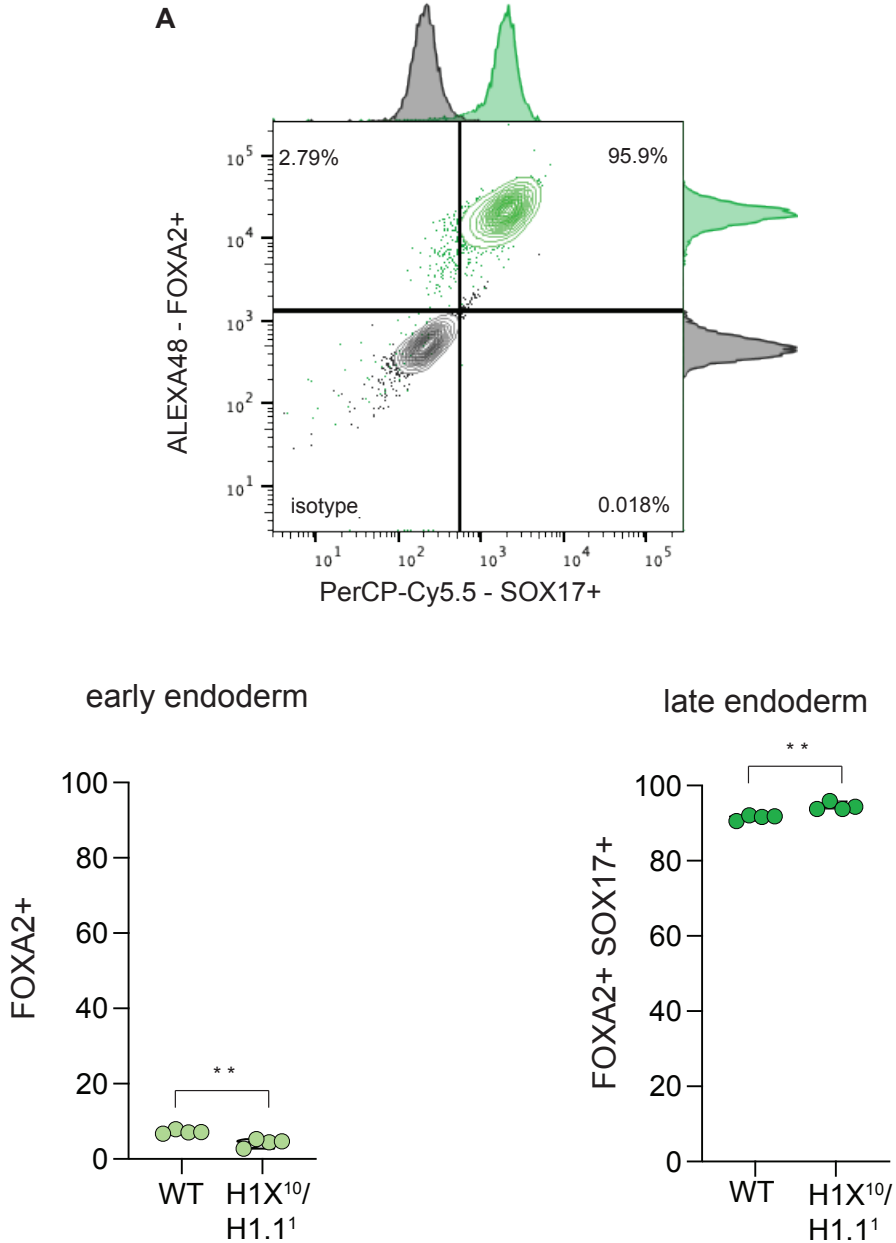 A
2.79%
95.9%
10⁵
10⁴
10³
10²
10¹
ALEXA48 - FOXA2+
isotype
0.018%
10¹ 10² 10³ 10⁴ 10⁵
PerCP-Cy5.5 - SOX17+
early endoderm
100
80
60
40
20
0
FOXA2+
* *
WT
H1X¹⁰/
H1.1¹
late endoderm
100
80
60
40
20
0
FOXA2+ SOX17+
* *
WT
H1X¹⁰/
H1.1¹